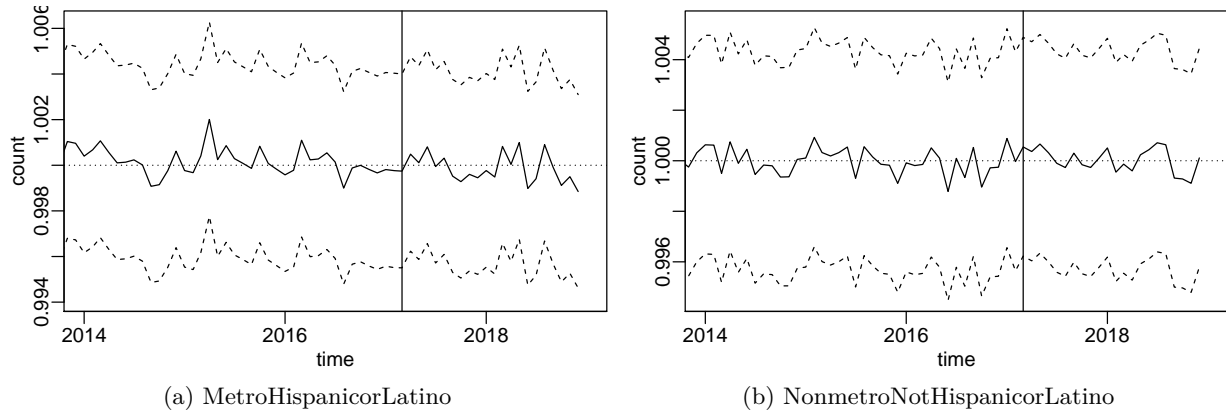 1.006
1.002
0.998
0.994
count
2014
2016
2018
time
(a) MetroHispanicorLatino
1.004
1.000
0.996
count
2014
2016
2018
time
(b) NonmetroNotHispanicorLatino